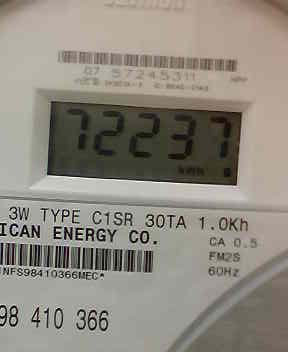 07 57245311
72237
KWH
3W TYPE C1SR 30TA 1.0Kh
ICAN ENERGY CO.
CA 0.5
FM2S
60Hz
INFS98410366MEC*
98 410 366